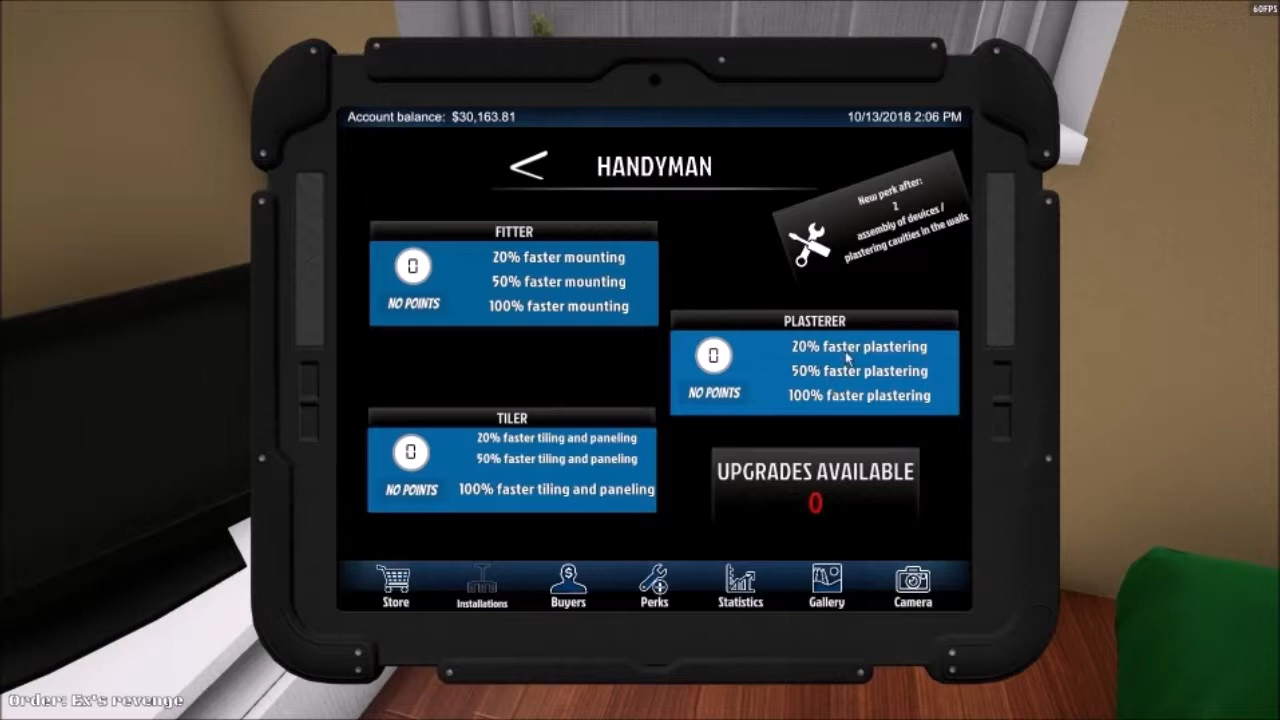 60FPS
Account balance: $30,163.81
10/13/2018 2:06 PM
HANDYMAN
New perk after:
2
assembly of devices /
plastering cavities in the walls
FITTER
0
NO POINTS
20% faster mounting
50% faster mounting
100% faster mounting
PLASTERER
0
NO POINTS
20% faster plastering
50% faster plastering
100% faster plastering
TILER
0
NO POINTS
20% faster tiling and paneling
50% faster tiling and paneling
100% faster tiling and paneling
UPGRADES AVAILABLE
0
Store
Installations
Buyers
Perks
Statistics
Gallery
Camera
Order: Ex's revenge